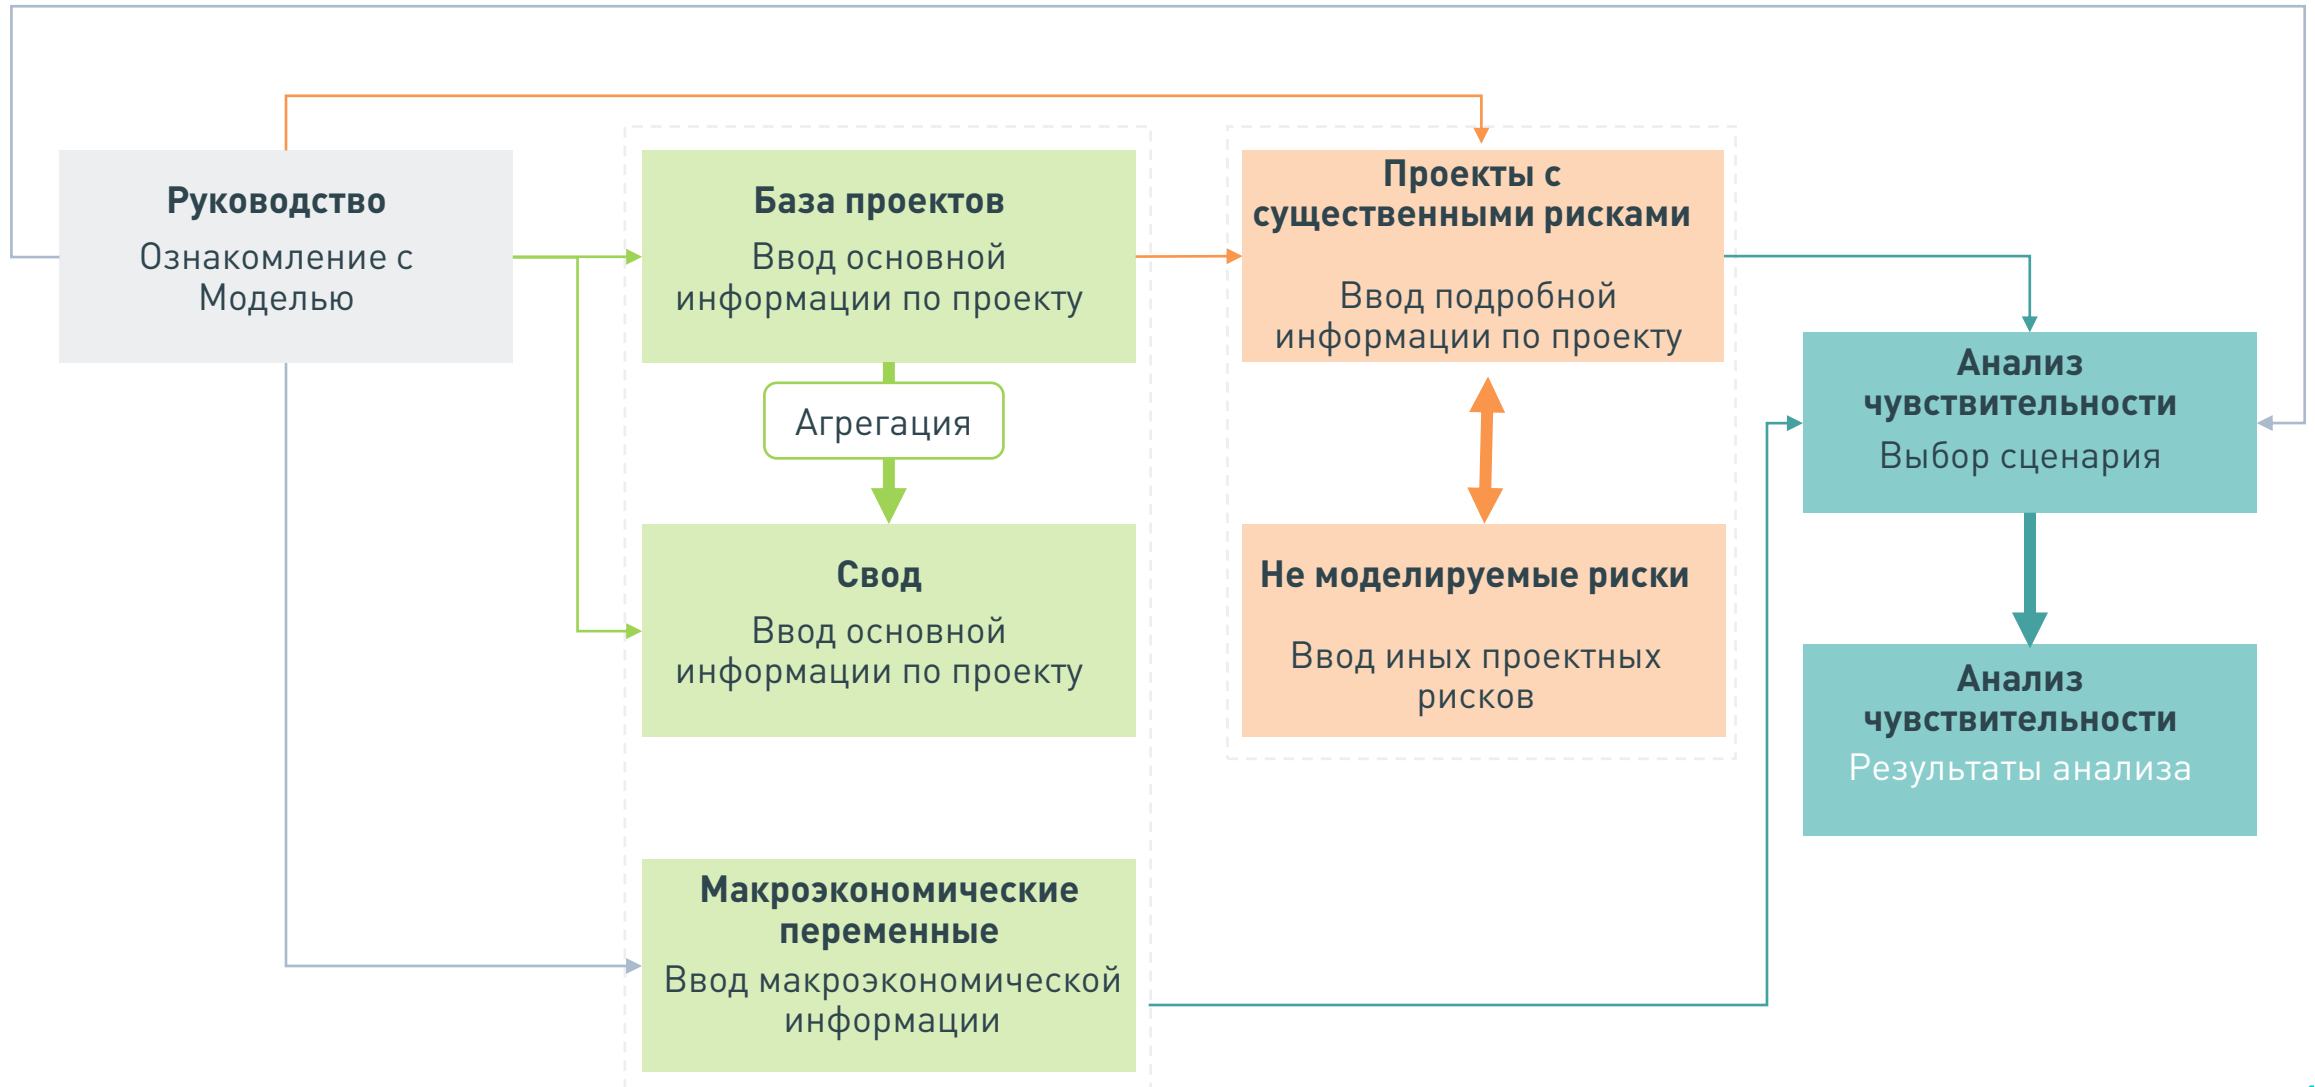 Руководство
Ознакомление с
Моделью
База проектов
Ввод основной
информации по проекту
Агрегация
Свод
Ввод основной
информации по проекту
Макроэкономические
переменные
Ввод макроэкономической
информации
Проекты с
существенными рисками
Ввод подробной
информации по проекту
Не моделируемые риски
Ввод иных проектных
рисков
Анализ
чувствительности
Выбор сценария
Анализ
чувствительности
Результаты анализа